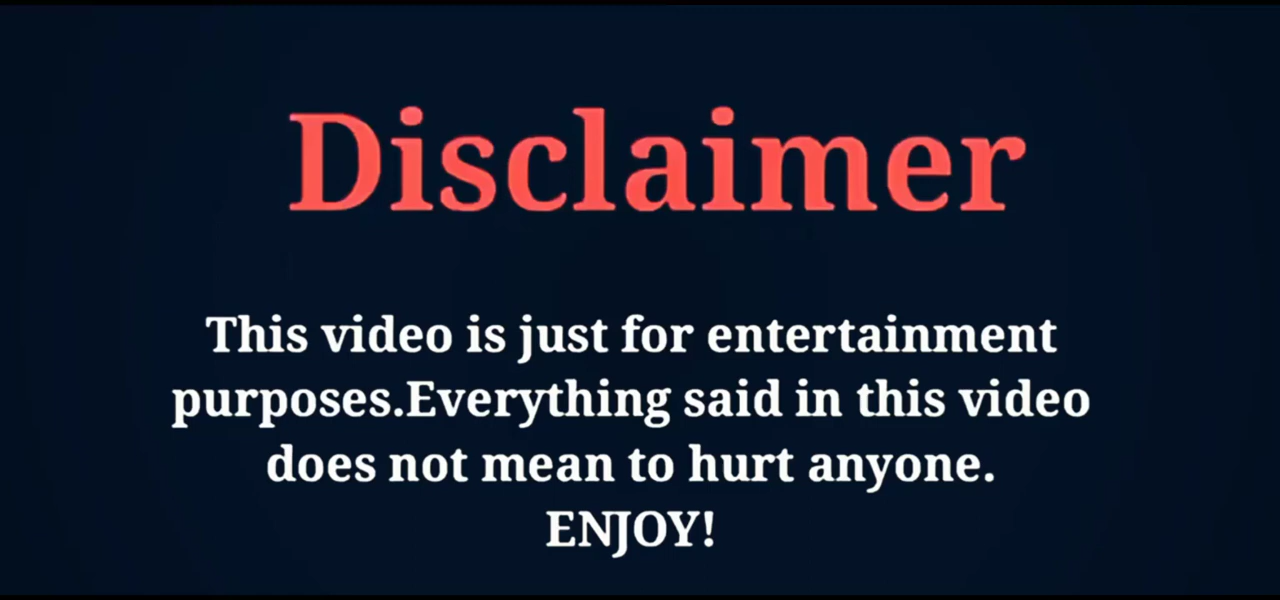 Disclaimer
This video is just for entertainment
purposes.Everything said in this video
does not mean to hurt anyone.
ENJOY!